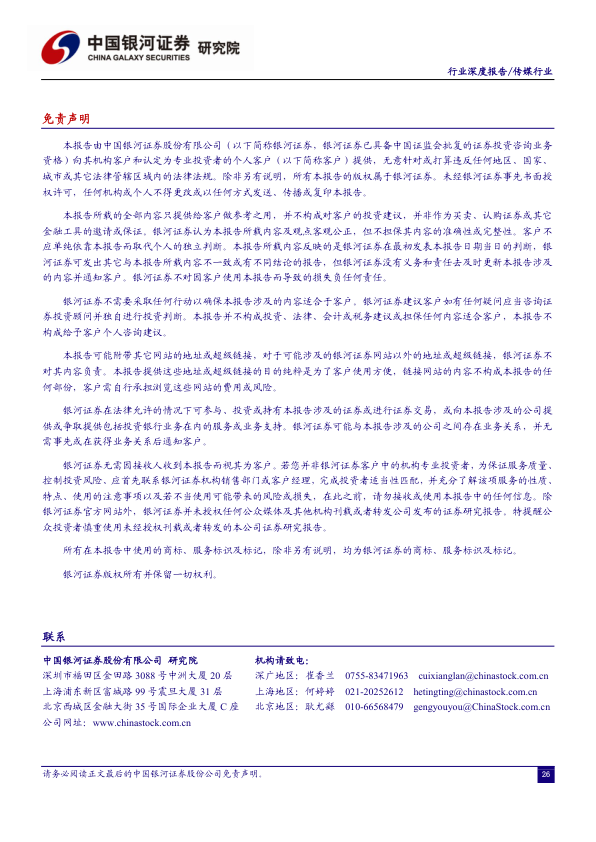 中国银河证券 研究院
CHINA GALAXY SECURITIES
行业深度报告/传媒行业
免责声明
本报告由中国银河证券股份有限公司（以下简称银河证券，银河证券已具备中国证监会批复的证券投资咨询业务
资格）向其机构客户和认定为专业投资者的个人客户（以下简称客户）提供，无意针对或打算违反任何地区、国家、
城市或其它法律管辖区域内的法律法规。除非另有说明，所有本报告的版权属于银河证券。未经银河证券事先书面授
权许可，任何机构或个人不得更改或以任何方式发送、传播或复印本报告。
本报告所载的全部内容只提供给客户做参考之用，并不构成对客户的投资建议，并非作为买卖、认购证券或其它
金融工具的邀请或保证。银河证券认为本报告所载内容及观点客观公正，但不担保其内容的准确性或完整性。客户不
应单纯依靠本报告而取代个人的独立判断。本报告所载内容反映的是银河证券在最初发表本报告日期当日的判断，银
河证券可发出其它与本报告所载内容不一致或有不同结论的报告，但银河证券没有义务和责任去及时更新本报告涉及
的内容并通知客户。银河证券不对因客户使用本报告而导致的损失负任何责任。
银河证券不需要采取任何行动以确保本报告涉及的内容适合于客户。银河证券建议客户如有任何疑问应当咨询证
券投资顾问并独自进行投资判断。本报告并不构成投资、法律、会计或税务建议或担保任何内容适合客户，本报告不
构成给予客户个人咨询建议。
本报告可能附带其它网站的地址或超级链接，对于可能涉及的银河证券网站以外的地址或超级链接，银河证券不
对其内容负责。本报告提供这些地址或超级链接的目的纯粹是为了客户使用方便，链接网站的内容不构成本报告的任
何部份，客户需自行承担浏览这些网站的费用或风险。
银河证券在法律允许的情况下可参与、投资或持有本报告涉及的证券或进行证券交易，或向本报告涉及的公司提
供或争取提供包括投资银行业务在内的服务或业务支持。银河证券可能与本报告涉及的公司之间存在业务关系，并无
需事先或在获得业务关系后通知客户。
银河证券无需因接收人收到本报告而视其为客户。若您并非银河证券客户中的机构专业投资者，为保证服务质量、
控制投资风险、应首先联系银河证券机构销售部门或客户经理，完成投资者适当性匹配，并充分了解该项服务的性质、
特点、使用的注意事项以及若不当使用可能带来的风险或损失，在此之前，请勿接收或使用本报告中的任何信息。除
银河证券官方网站外，银河证券并未授权任何公众媒体及其他机构刊载或者转发公司发布的证券研究报告。特提醒公
众投资者慎重使用未经授权刊载或者转发的本公司证券研究报告。
所有在本报告中使用的商标、服务标识及标记，除非另有说明，均为银河证券的商标、服务标识及标记。
银河证券版权所有并保留一切权利。
联系
中国银河证券股份有限公司 研究院 机构请致电：
深圳市福田区金田路 3088 号中洲大厦 20 层 深广地区：崔香兰 0755-83471963 cuixianglan@chinastock.com.cn
上海浦东新区富城路 99 号震旦大厦 31 层 上海地区：何婷婷 021-20252612 hetingting@chinastock.com.cn
北京西城区金融大街 35 号国际企业大厦 C 座 北京地区：耿尤繇 010-66568479 gengyouyou@ChinaStock.com.cn
公司网址：www.chinastock.com.cn
请务必阅读正文最后的中国银河证券股份公司免责声明。 26